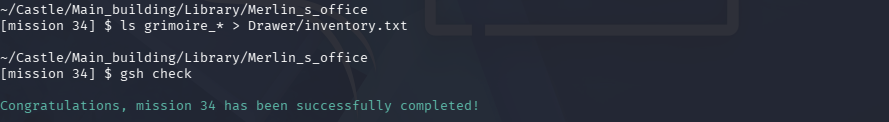 ~/Castle/Main_building/Library/Merlin_s_office
[mission 34] $ ls grimoire_* > Drawer/inventory.txt
~/Castle/Main_building/Library/Merlin_s_office
[mission 34] $ gsh check
Congratulations, mission 34 has been successfully completed!